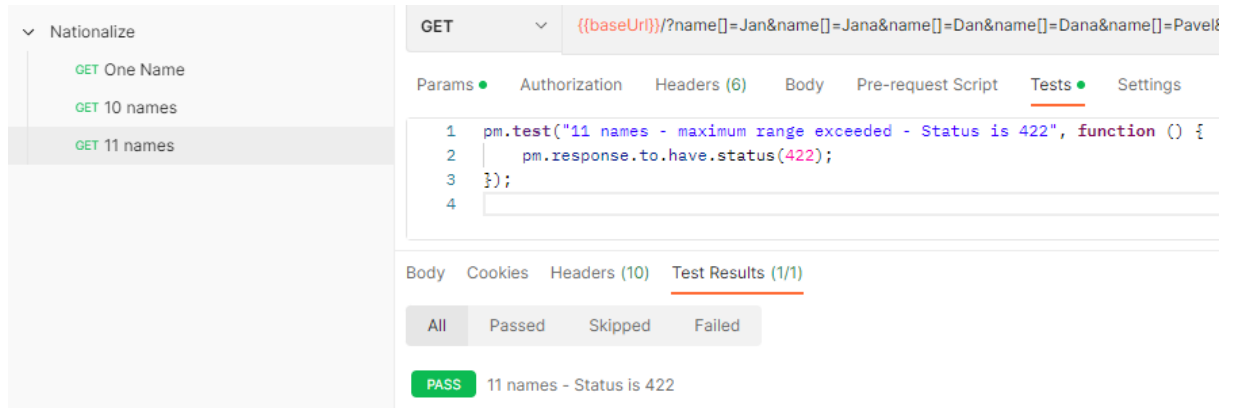 Nationalize
GET One Name
GET 10 names
GET 11 names
GET {{baseUrl}}/?name[]=Jan&name[]=Jana&name[]=Dan&name[]=Dana&name[]=Pavel&
Params Authorization Headers (6) Body Pre-request Script Tests Settings
1 pm.test("11 names - maximum range exceeded - Status is 422", function () {
2 pm.response.to.have.status(422);
3 });
4
Body Cookies Headers (10) Test Results (1/1)
All Passed Skipped Failed
PASS 11 names - Status is 422